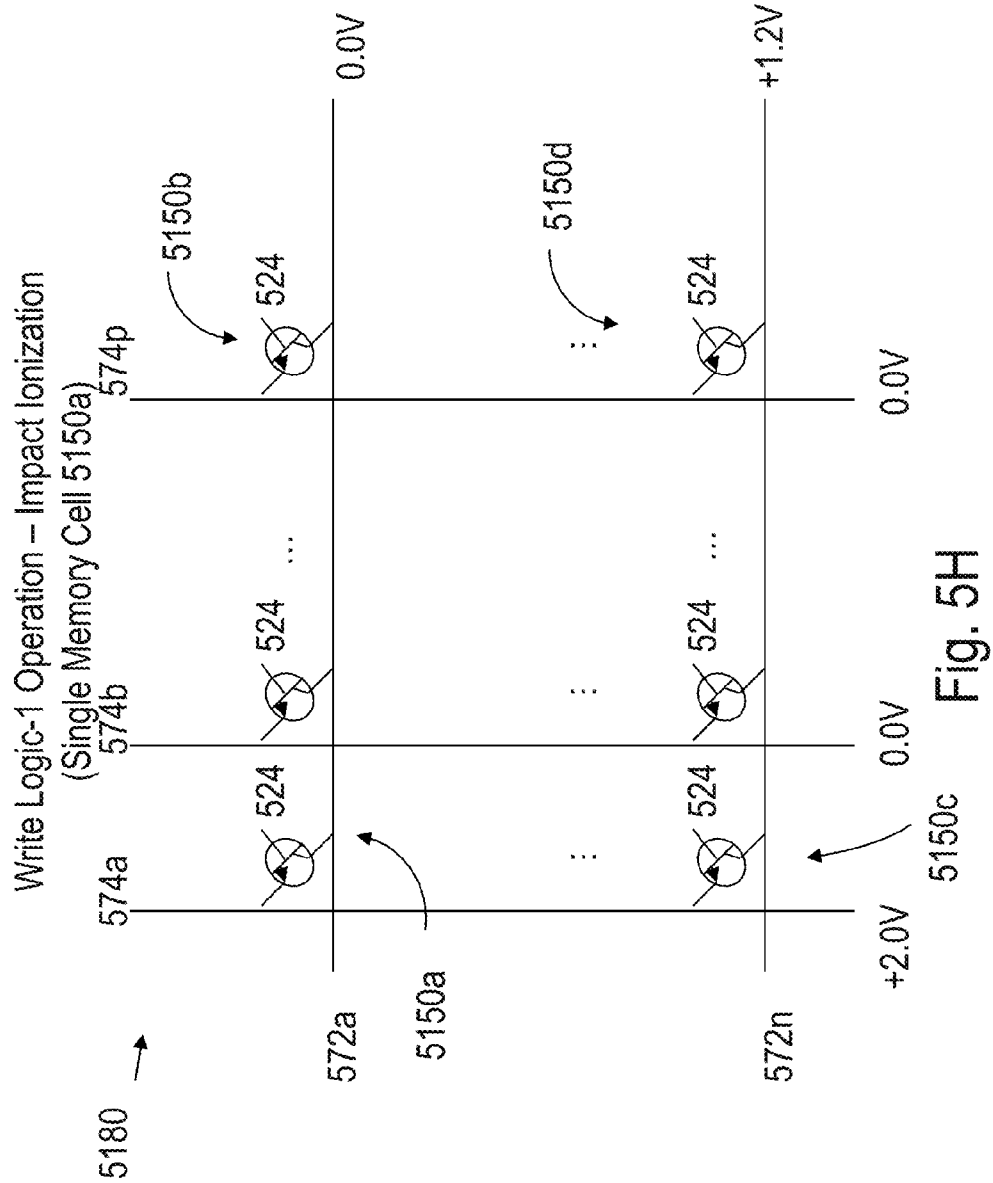 Write Logic-1 Operation – Impact Ionization
(Single Memory Cell 5150a)
5180
574a
574b
574p
5150b
524
524
...
524
572a
0.0V
5150a
...
...
...
5150d
524
524
...
524
572n
+1.2V
5150c
+2.0V
0.0V
0.0V
Fig. 5H